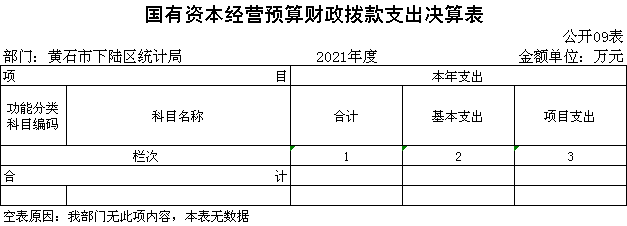 国有资本经营预算财政拨款支出决算表
公开09表
部门：黄石市下陆区统计局 2021年度 金额单位：万元
项 目 本年支出
功能分类科目编码 科目名称 合计 基本支出 项目支出
栏次 1 2 3
合 计
空表原因：我部门无此项内容，本表无数据